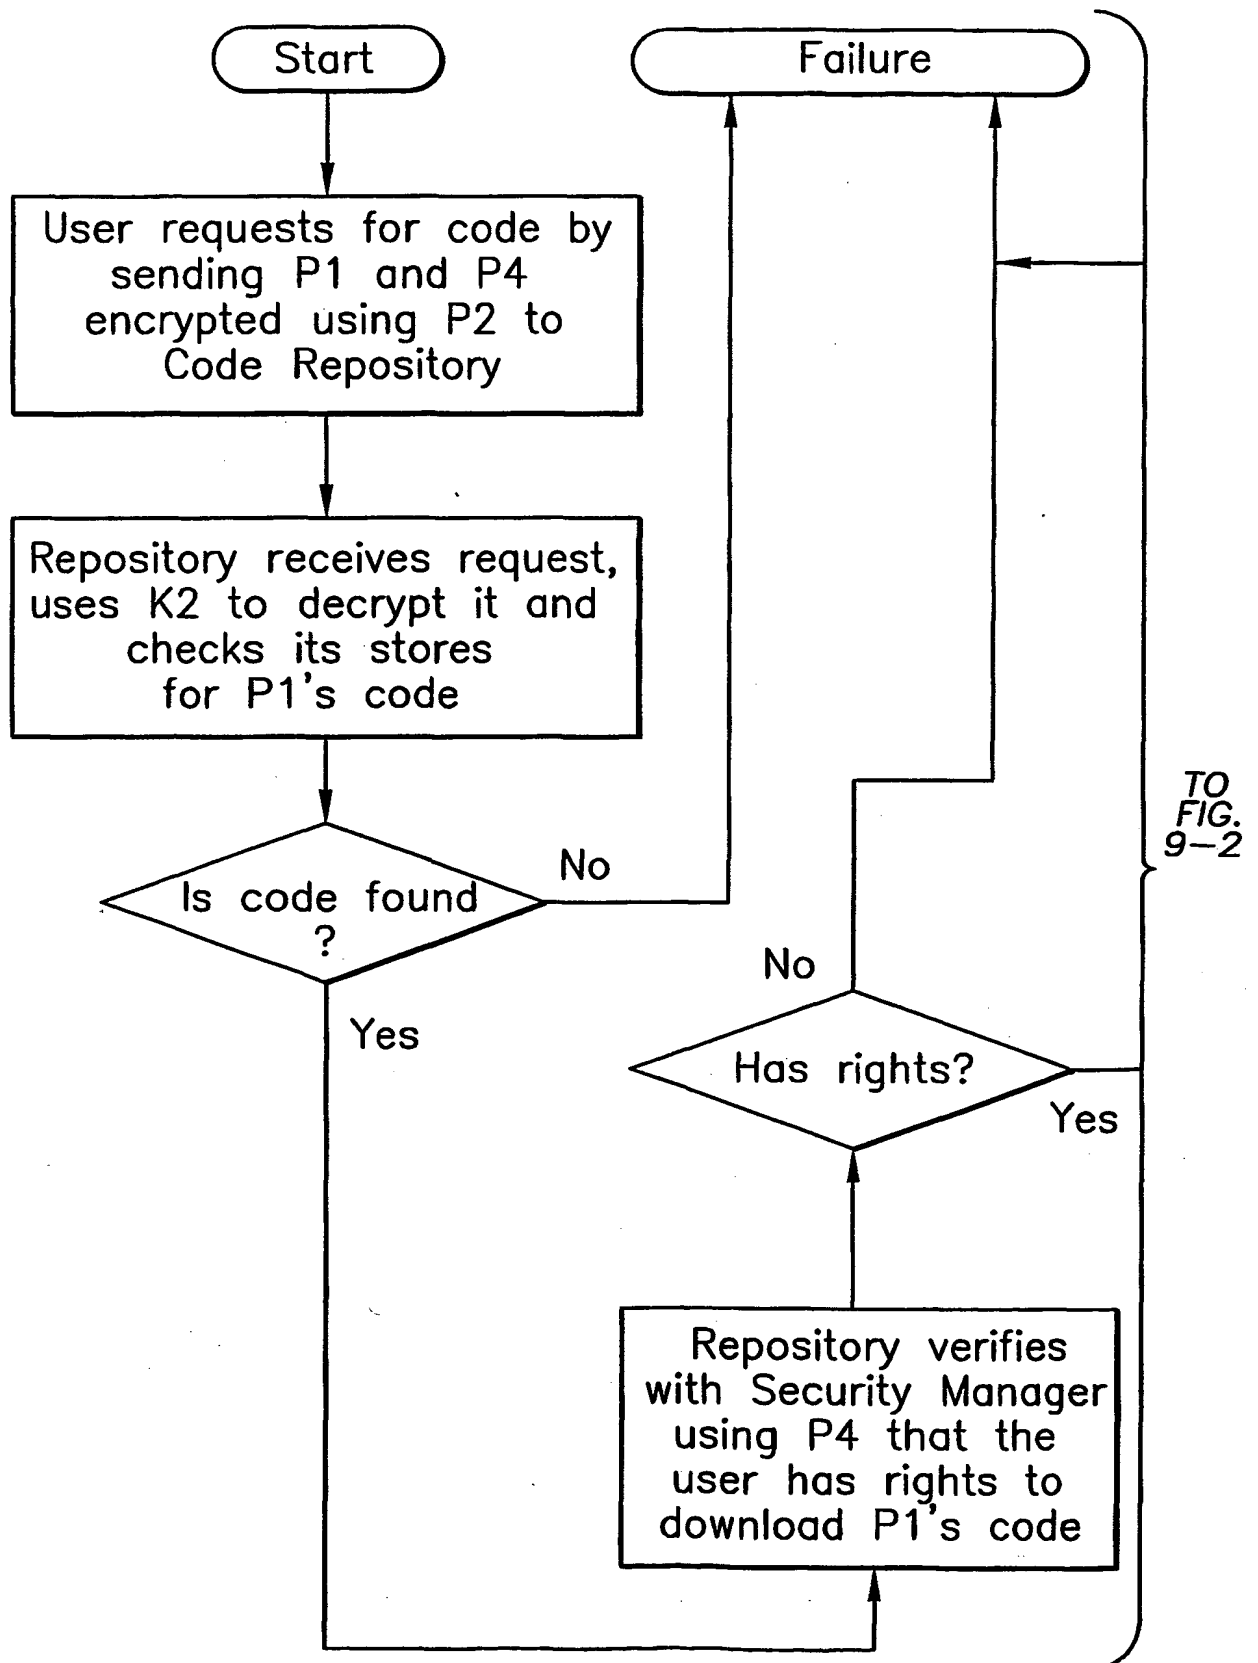 Start
Failure
User requests for code by
sending P1 and P4
encrypted using P2 to
Code Repository
Repository receives request,
uses K2 to decrypt it and
checks its stores
for P1's code
Is code found
?
No
Yes
No
Has rights?
Yes
Repository verifies
with Security Manager
using P4 that the
user has rights to
download P1's code
TO
FIG.
9-2